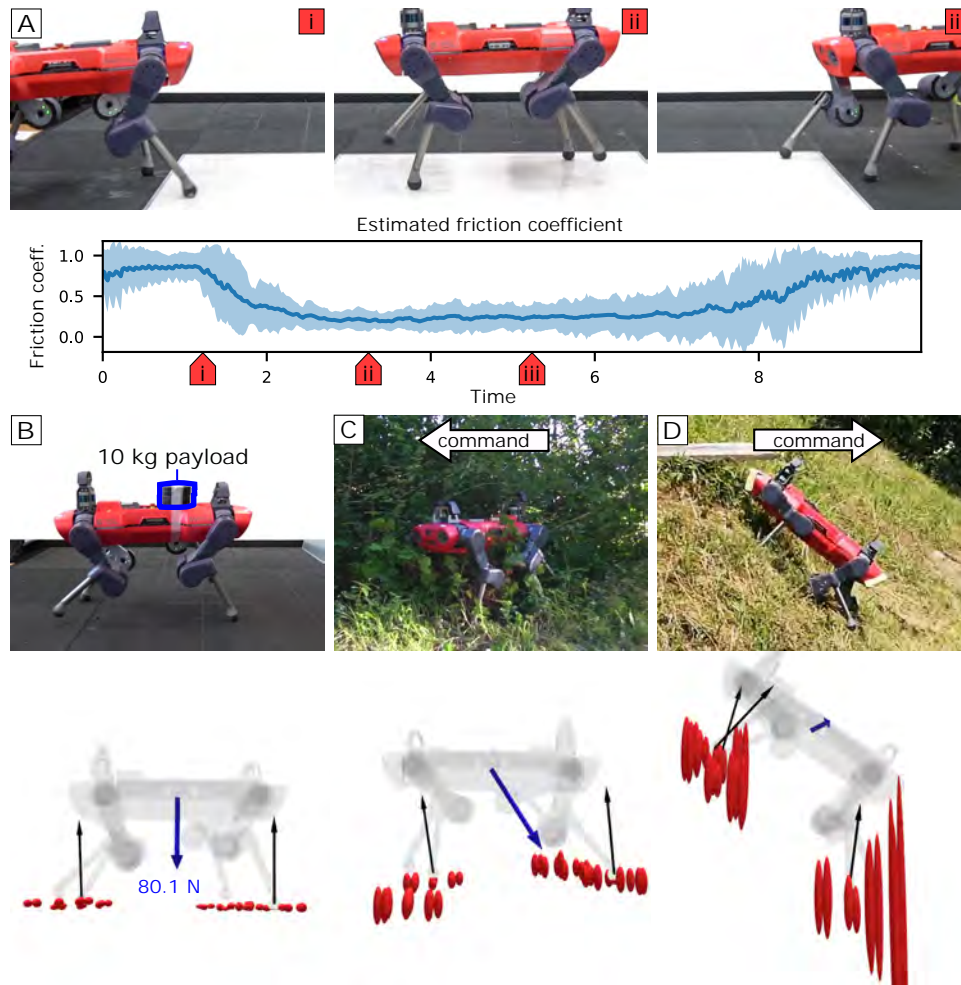 A
i
ii
ii
Estimated friction coefficient
Friction coeff.
1.0
0.5
0.0
0 2 4 6 8
i ii iii
Time
B
10 kg payload
C
command
D
command
80.1 N